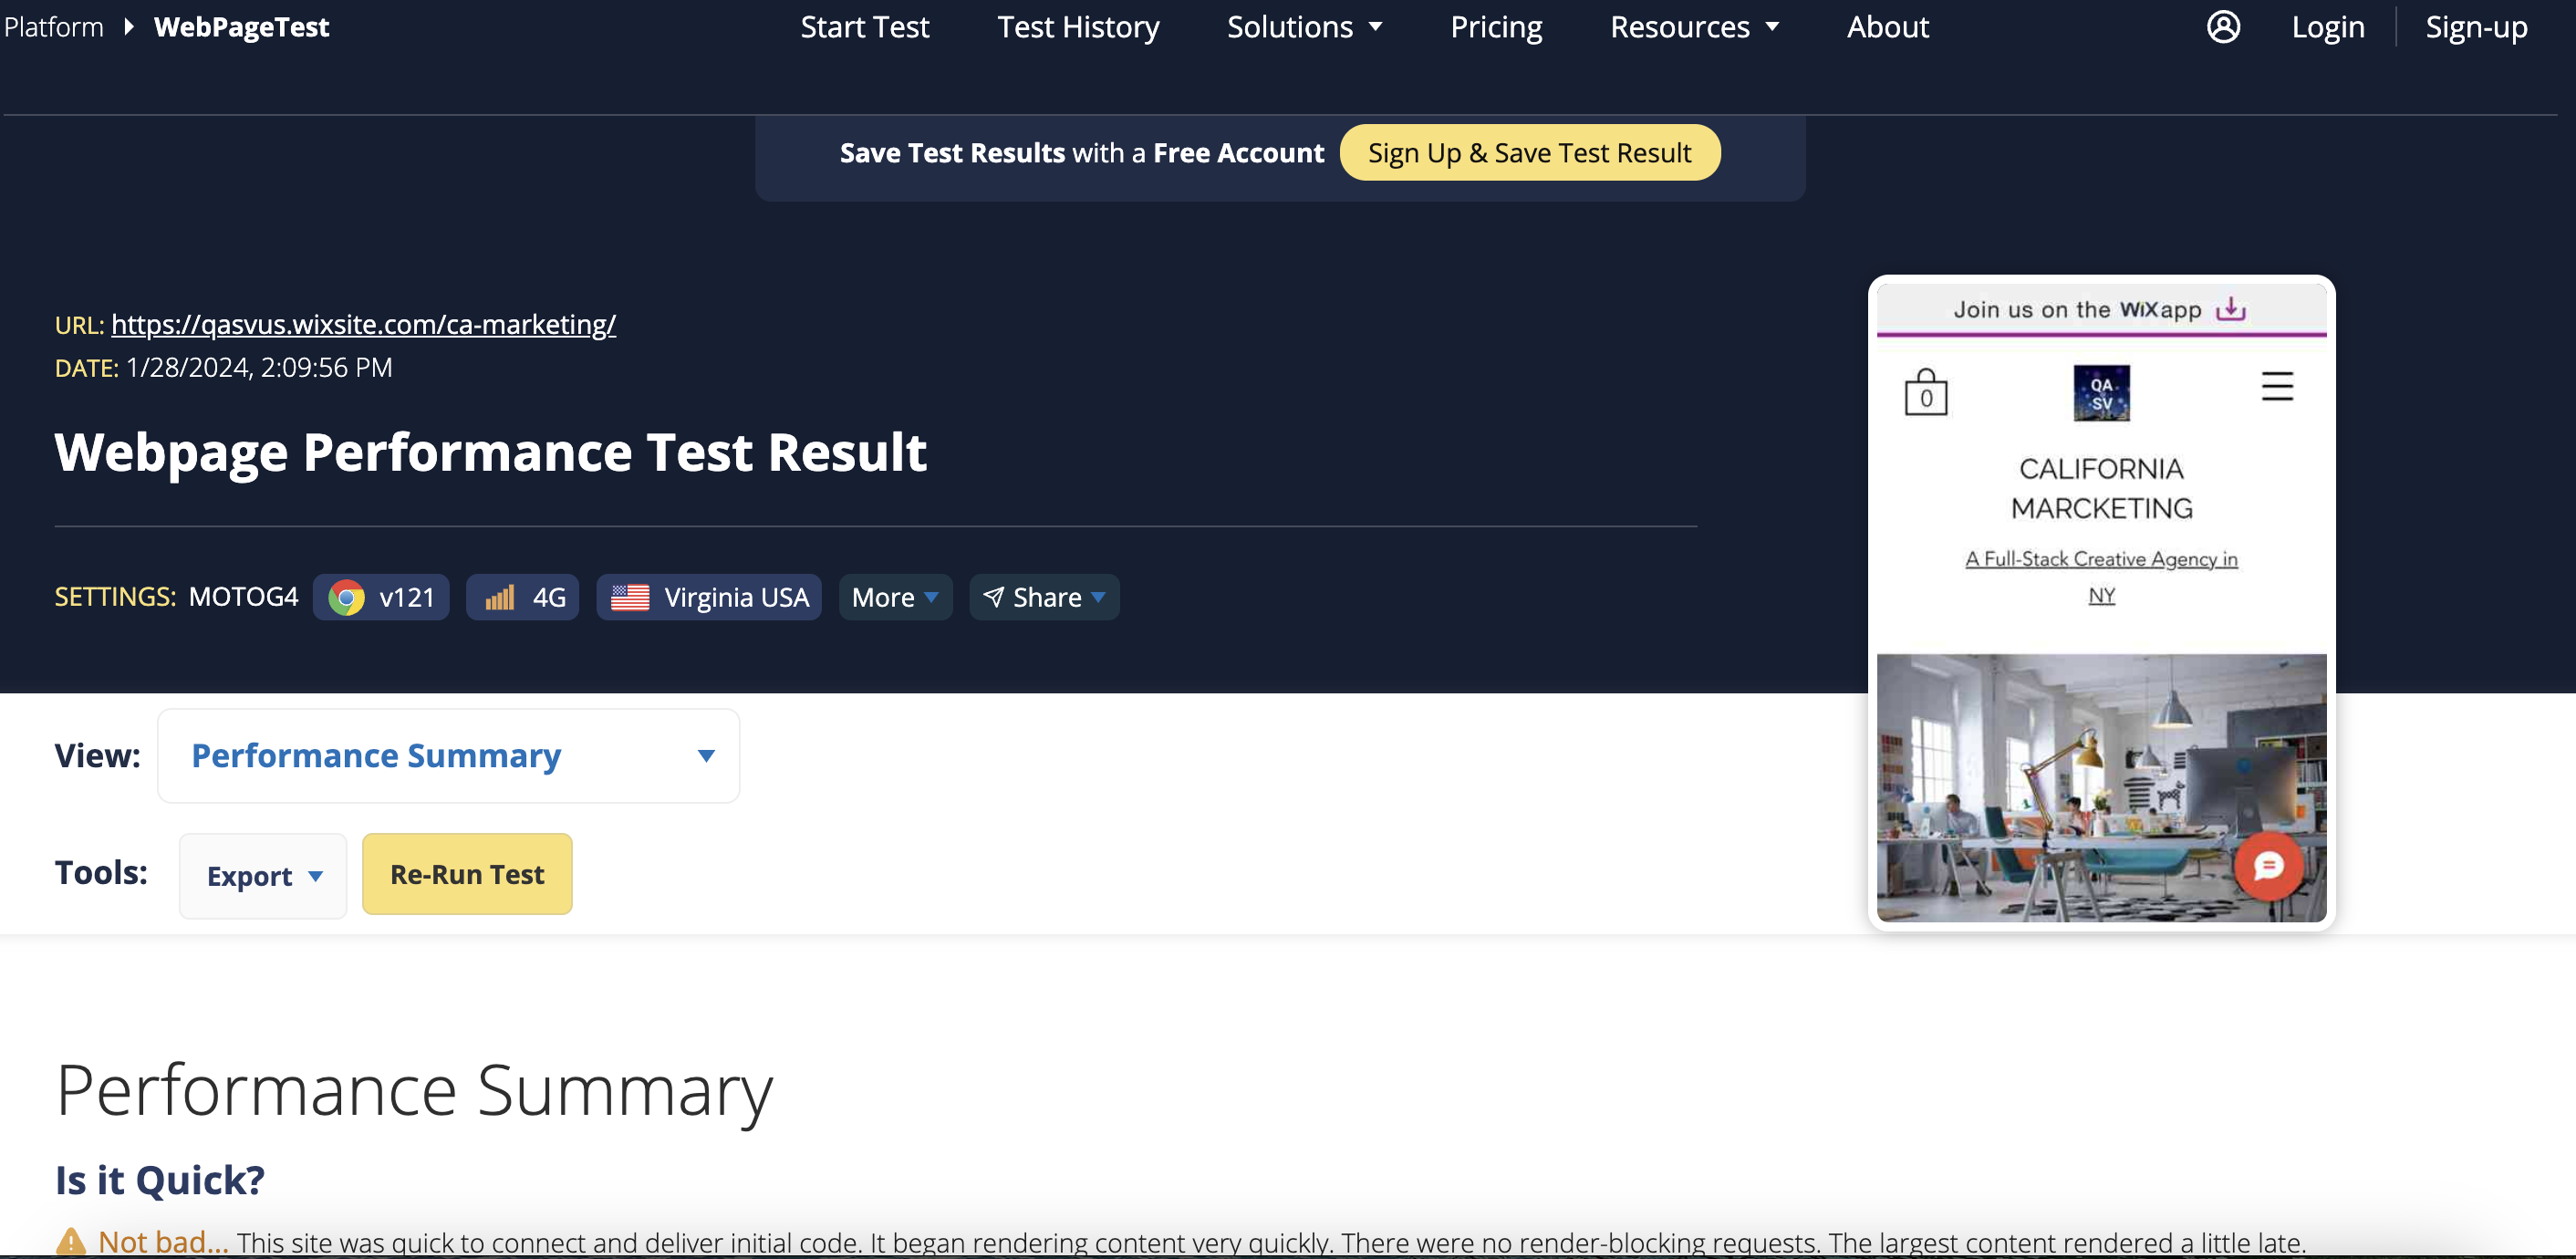 Platform WebPageTest Start Test Test History Solutions Pricing Resources About Login Sign-up
Save Test Results with a Free Account Sign Up & Save Test Result
URL: https://qasvus.wixsite.com/ca-marketing/
DATE: 1/28/2024, 2:09:56 PM
Webpage Performance Test Result
SETTINGS: MOTOG4 v121 4G Virginia USA More Share
Join us on the WiX app
0
QA
SV
CALIFORNIA
MARCKETING
A Full-Stack Creative Agency in
NY
View: Performance Summary
Tools: Export Re-Run Test
Performance Summary
Is it Quick?
Not bad... This site was quick to connect and deliver initial code. It began rendering content very quickly. There were no render-blocking requests. The largest content rendered a little late.